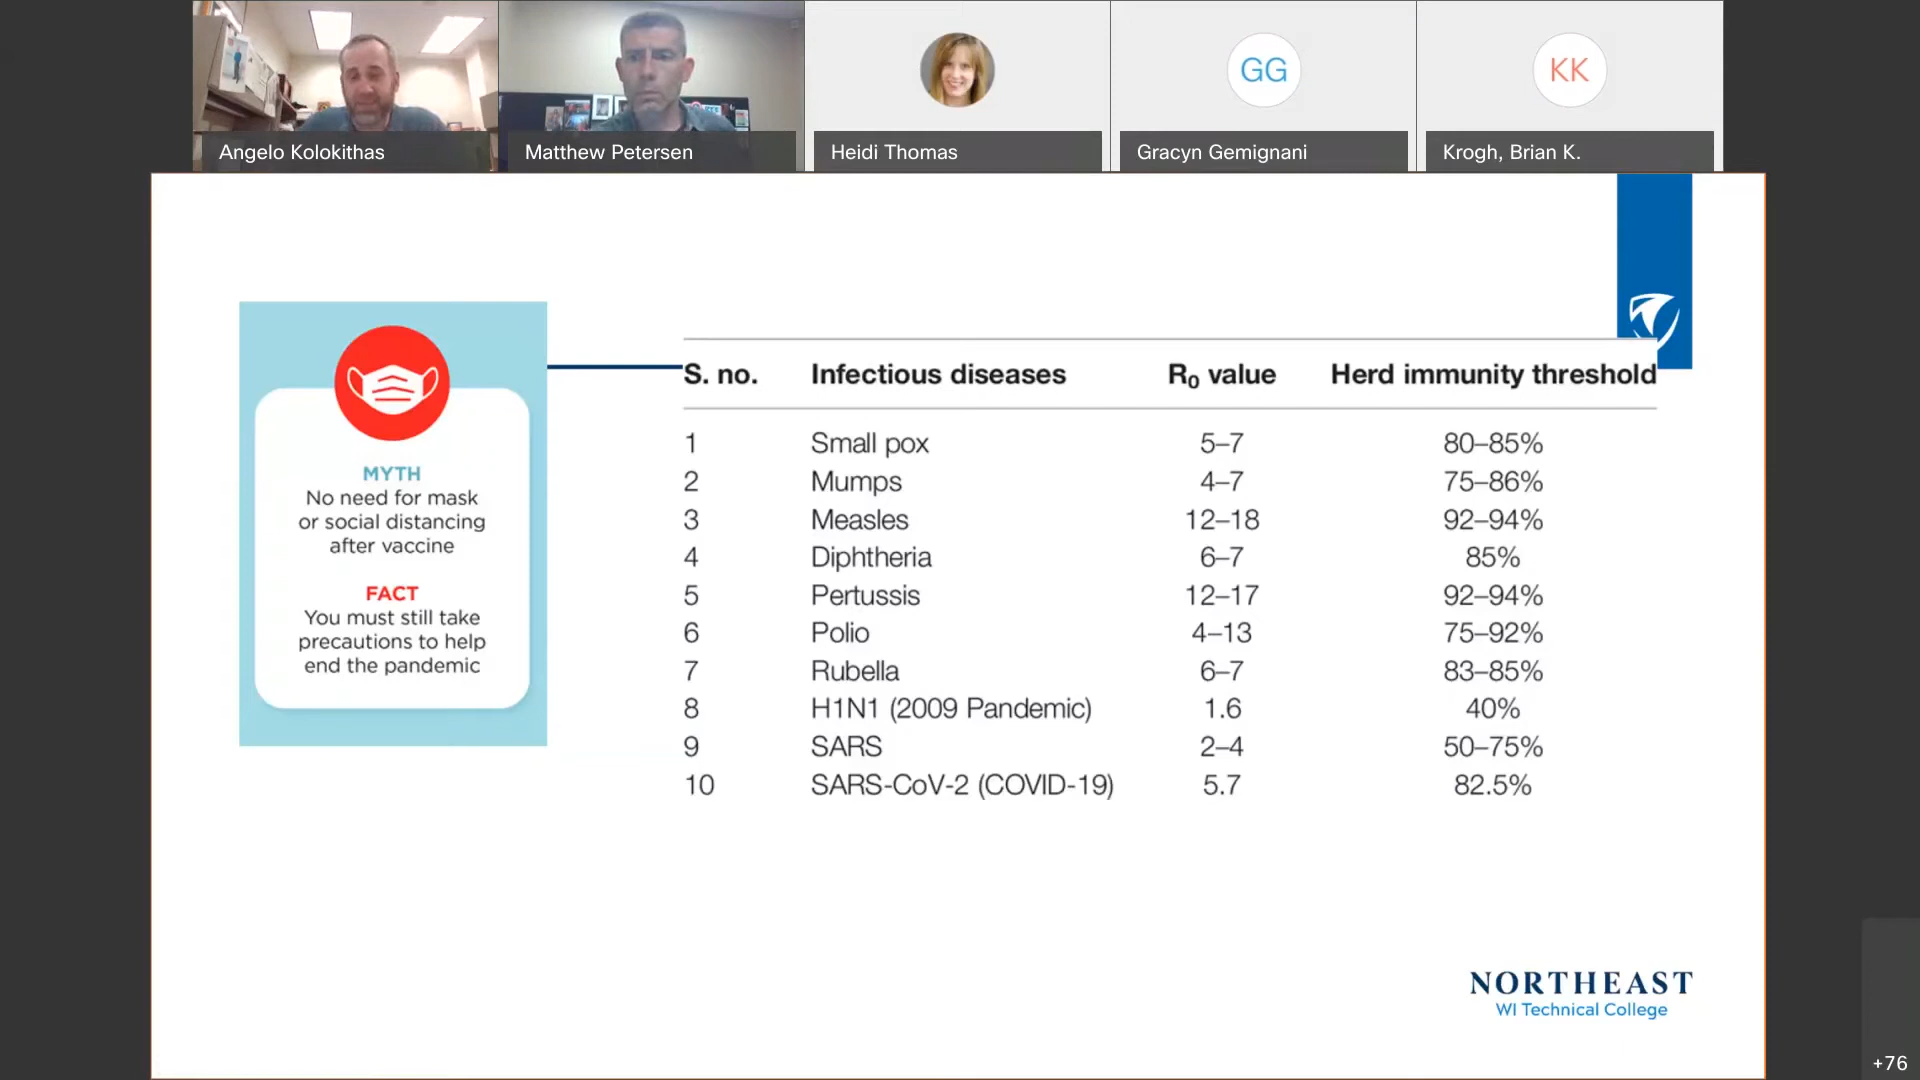 Angelo Kolokithas
Matthew Petersen
Heidi Thomas
GG
Gracyn Gemignani
KK
Krogh, Brian K.
MYTH
No need for mask
or social distancing
after vaccine
FACT
You must still take
precautions to help
end the pandemic
S. no. Infectious diseases R₀ value Herd immunity threshold
1 Small pox 5–7 80–85%
2 Mumps 4–7 75–86%
3 Measles 12–18 92–94%
4 Diphtheria 6–7 85%
5 Pertussis 12–17 92–94%
6 Polio 4–13 75–92%
7 Rubella 6–7 83–85%
8 H1N1 (2009 Pandemic) 1.6 40%
9 SARS 2–4 50–75%
10 SARS-CoV-2 (COVID-19) 5.7 82.5%
NORTHEAST
WI Technical College
+76